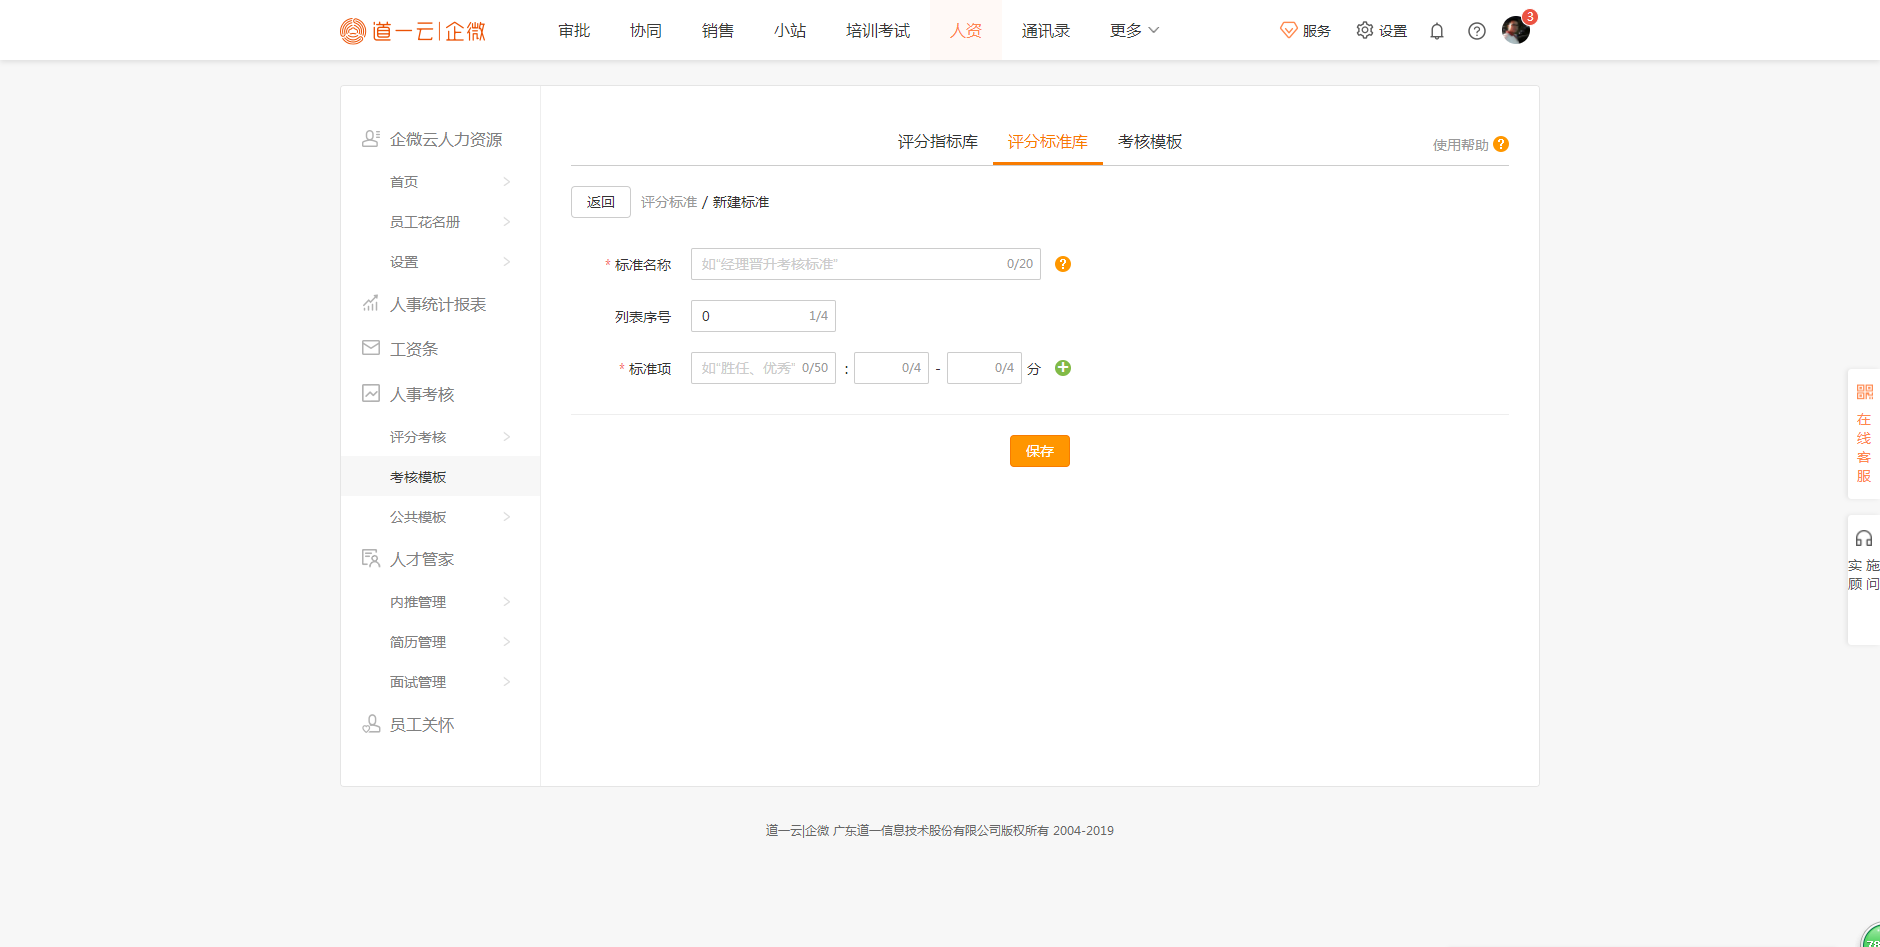 道一云|企微 审批 协同 销售 小站 培训考试 人资 通讯录 更多 服务 设置 3
企微云人力资源
首页
员工花名册
设置
人事统计报表
工资条
人事考核
评分考核
考核模板
公共模板
人才管家
内推管理
简历管理
面试管理
员工关怀
评分指标库 评分标准库 考核模板 使用帮助 ?
返回 评分标准 / 新建标准
* 标准名称 如“经理晋升考核标准” 0/20 ?
列表序号 0 1/4
* 标准项 如“胜任、优秀” 0/50 : 0/4 - 0/4 分
保存
在
线
客
服
实 施
顾 问
道一云|企微 广东道一信息技术股份有限公司版权所有 2004-2019